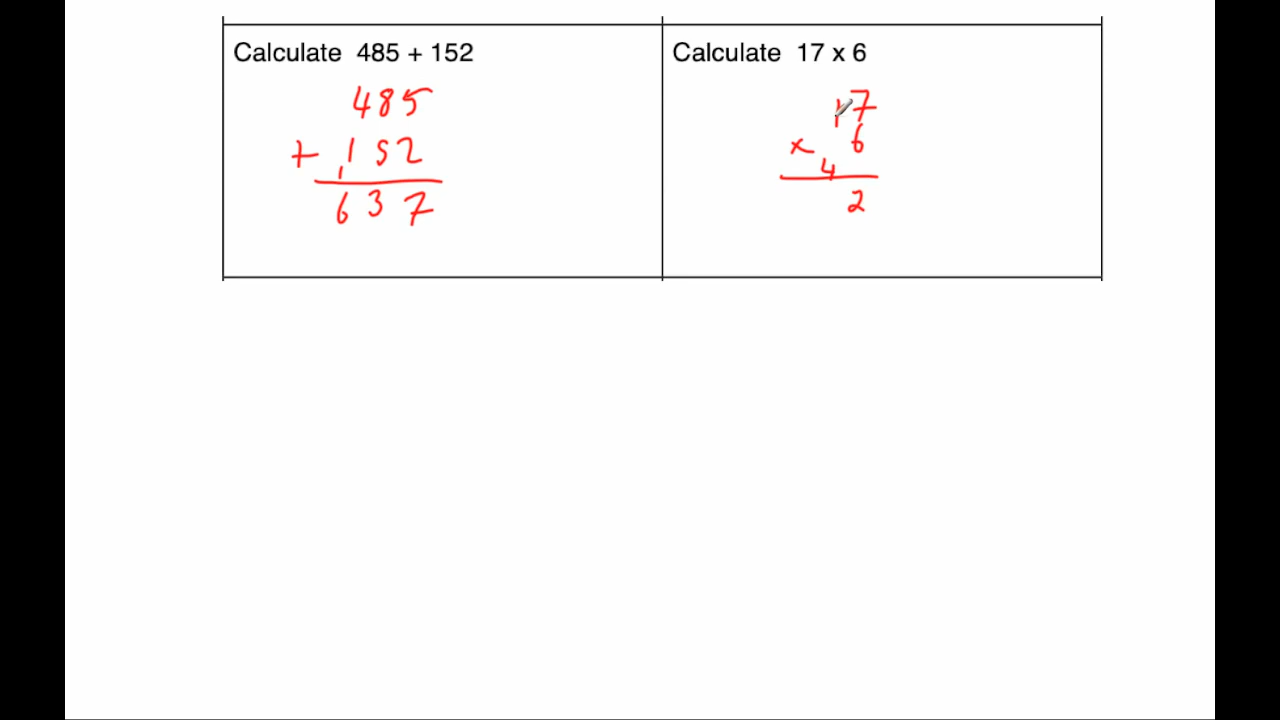 Calculate 485 + 152
485
+ 152
1
637
Calculate 17 x 6
17
x 6
4
2